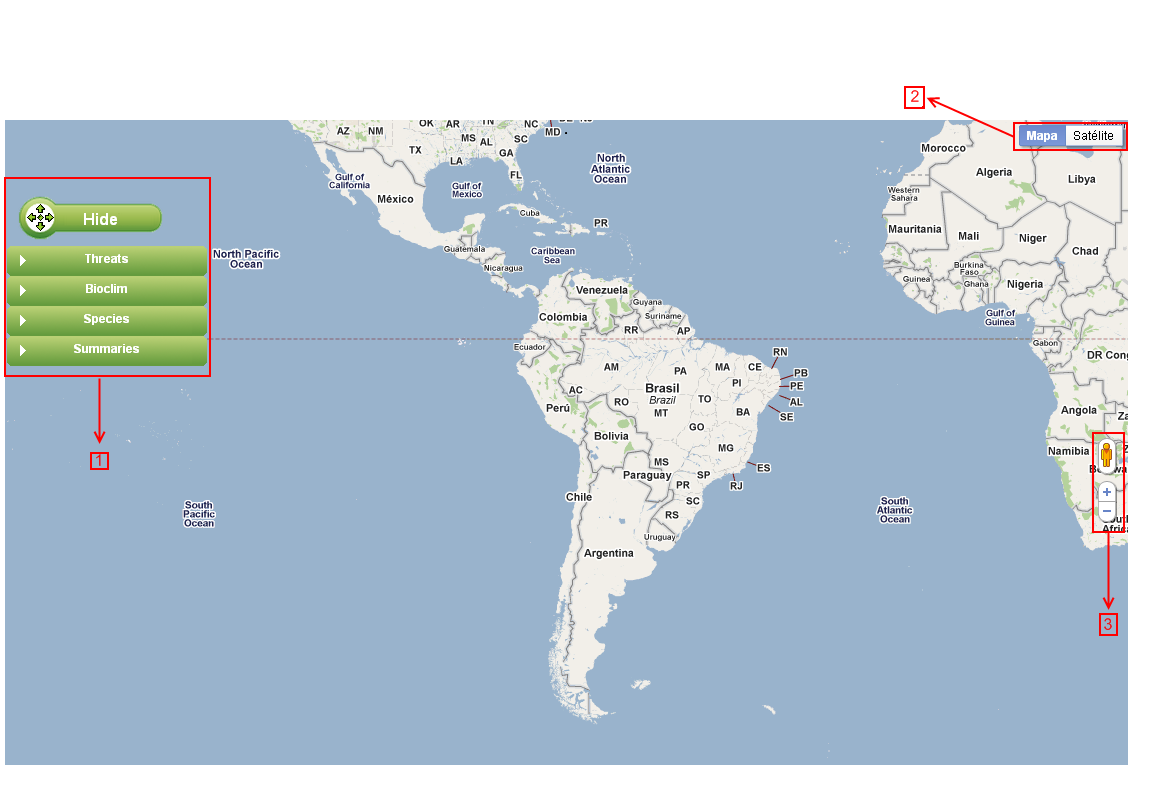 2
Mapa Satélite
OK AR TN NC
MD
AZ NM
MS AL SC
TX
GA
LA
FL
North
Atlantic
Ocean
Gulf of
California
Gulf of
Mexico
México
Cuba
PR
Guatemala
Caribbean
Sea
Nicaragua
Morocco
Algeria
Libya
Western
Sahara
Mauritania
Mali
Niger
Chad
Burkina
Faso
Guinea
Ghana
Nigeria
Gulf of
Guinea
Gabon
DR Cong
Angola
Za
Namibia
Hide
Threats
Bioclim
Species
Summaries
1
North Pacific
Ocean
Venezuela
Guyana
Colombia
Suriname
RR
AP
Ecuador
RN
AM
PA
MA
CE
PB
PI
PE
AC
Brasil
Brazil
TO
AL
RO
Perú
MT
BA
SE
GO
Bolivia
MG
MS
ES
Paraguay
SP
PR
RJ
Chile
SC
RS
Uruguay
Argentina
South
Pacific
Ocean
South
Atlantic
Ocean
+
−
3